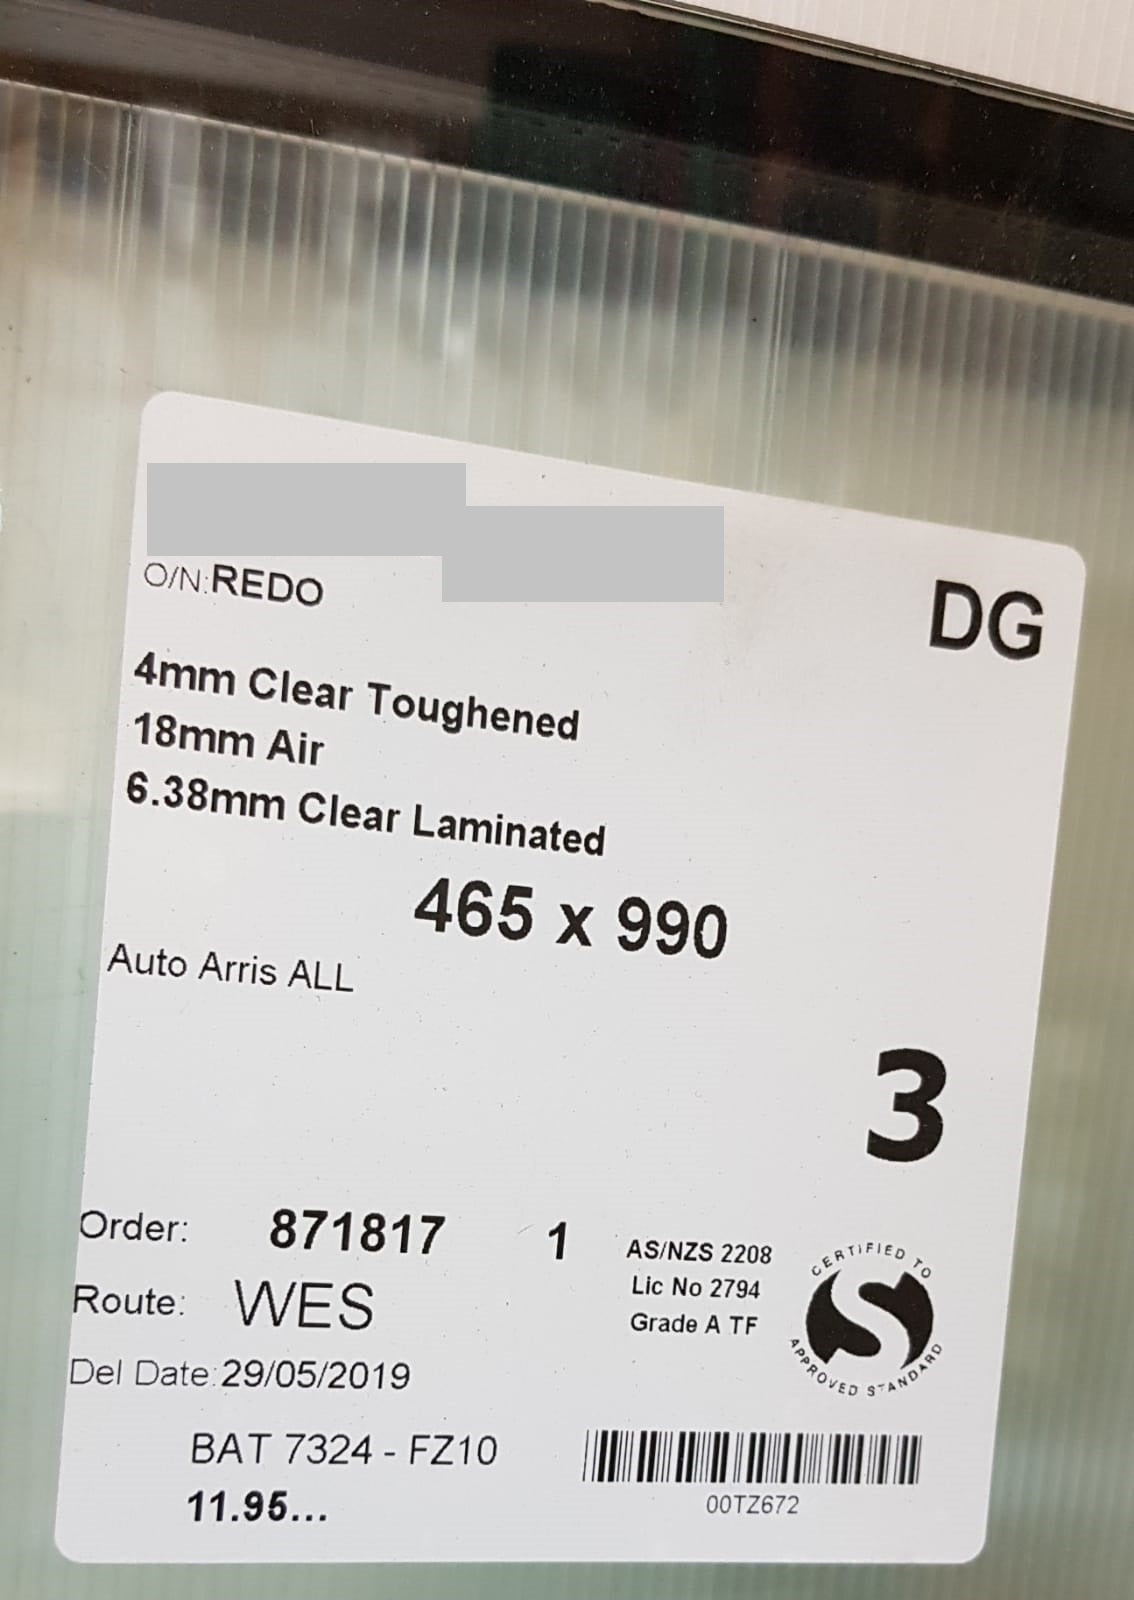 O/N:REDO
DG
4mm Clear Toughened
18mm Air
6.38mm Clear Laminated
465 x 990
Auto Arris ALL
3
Order: 871817 1
Route: WES
Del Date:29/05/2019
BAT 7324 - FZ10
11.95...
AS/NZS 2208
Lic No 2794
Grade A TF
CERTIFIED TO
APPROVED STANDARD
00TZ672